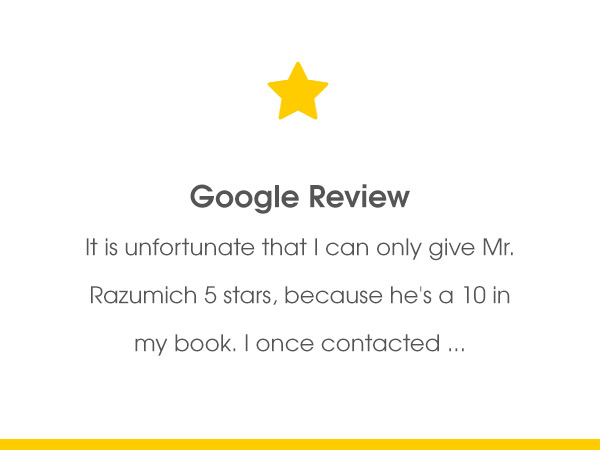 Google Review
It is unfortunate that I can only give Mr.
Razumich 5 stars, because he's a 10 in
my book. I once contacted ...